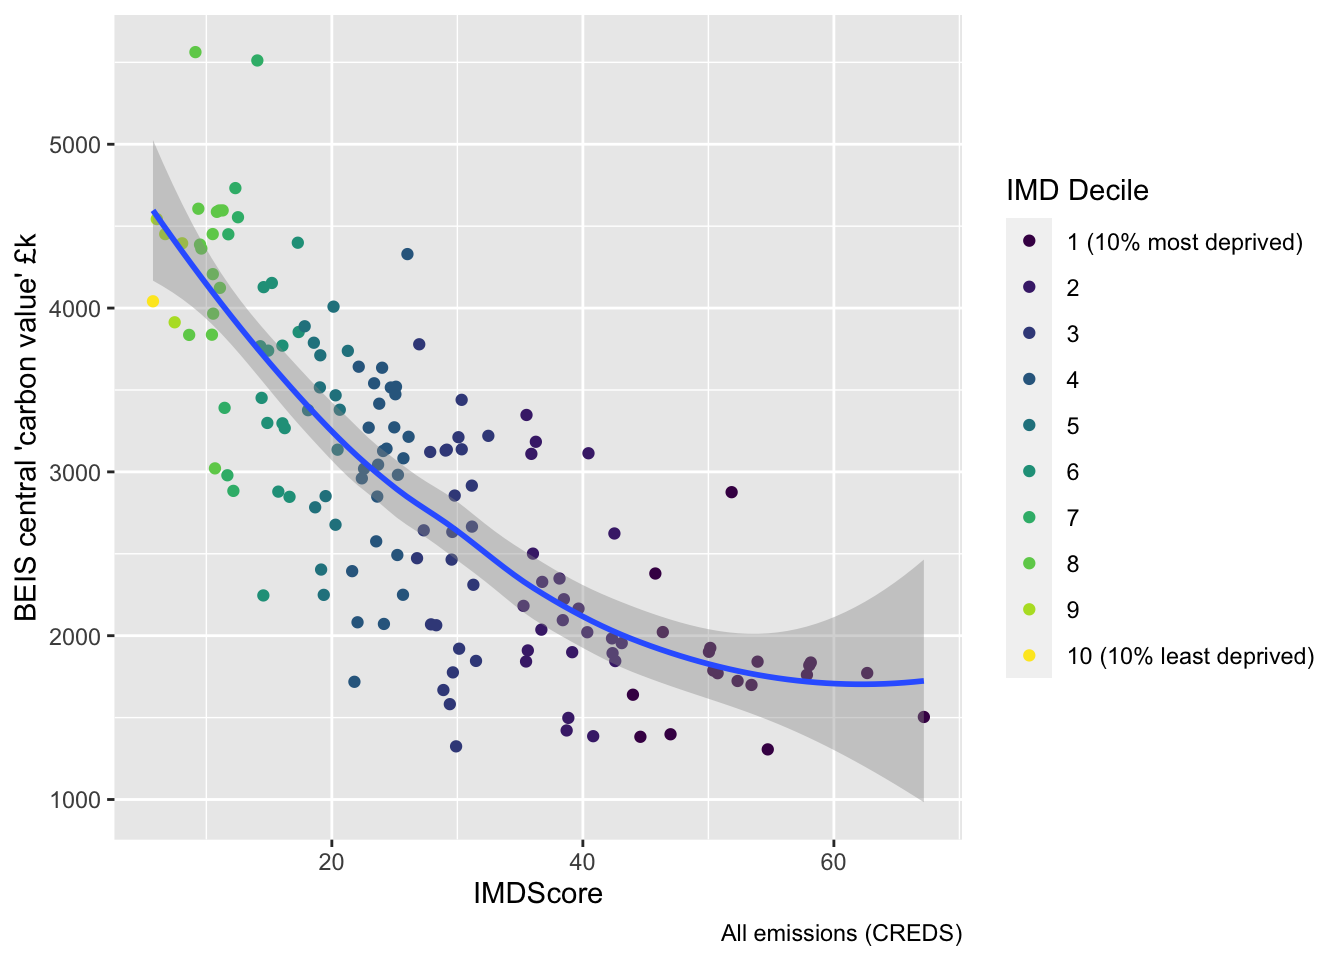 BEIS central 'carbon value' £k
5000
4000
3000
2000
1000
20
40
60
IMDScore
All emissions (CREDS)
IMD Decile
1 (10% most deprived)
2
3
4
5
6
7
8
9
10 (10% least deprived)